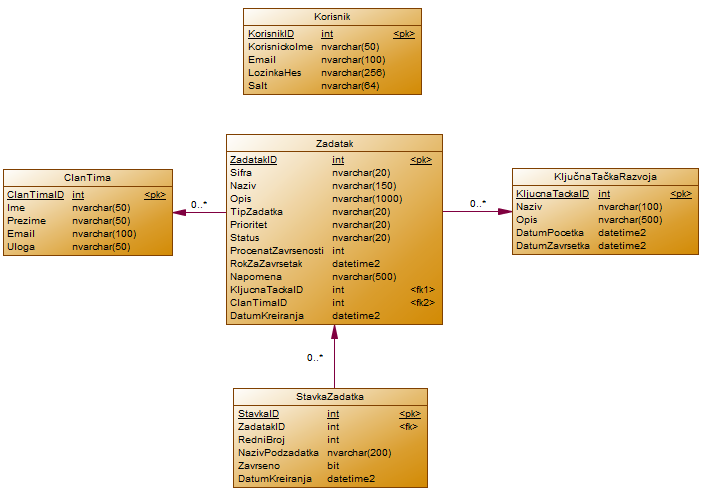 Korisnik
KorisnikID int <pk>
KorisnickoIme nvarchar(50)
Email nvarchar(100)
LozinkaHes nvarchar(256)
Salt nvarchar(64)
Zadatak
ZadatakID int <pk>
Sifra nvarchar(20)
Naziv nvarchar(150)
Opis nvarchar(1000)
TipZadatka nvarchar(20)
Prioritet nvarchar(20)
Status nvarchar(20)
ProcenatZavrsenosti int
RokZaZavrsetak datetime2
Napomena nvarchar(500)
KljucnaTackaID int <fk1>
ClanTimaID int <fk2>
DatumKreiranja datetime2
ClanTima
ClanTimaID int <pk>
Ime nvarchar(50)
Prezime nvarchar(50)
Email nvarchar(100)
Uloga nvarchar(50)
0..*
0..*
KljučnaTačkaRazvoja
KljucnaTackaID int <pk>
Naziv nvarchar(100)
Opis nvarchar(500)
DatumPocetka datetime2
DatumZavrsetka datetime2
0..*
StavkaZadatka
StavkaID int <pk>
ZadatakID int <fk>
RedniBroj int
NazivPodzadatka nvarchar(200)
Zavrseno bit
DatumKreiranja datetime2